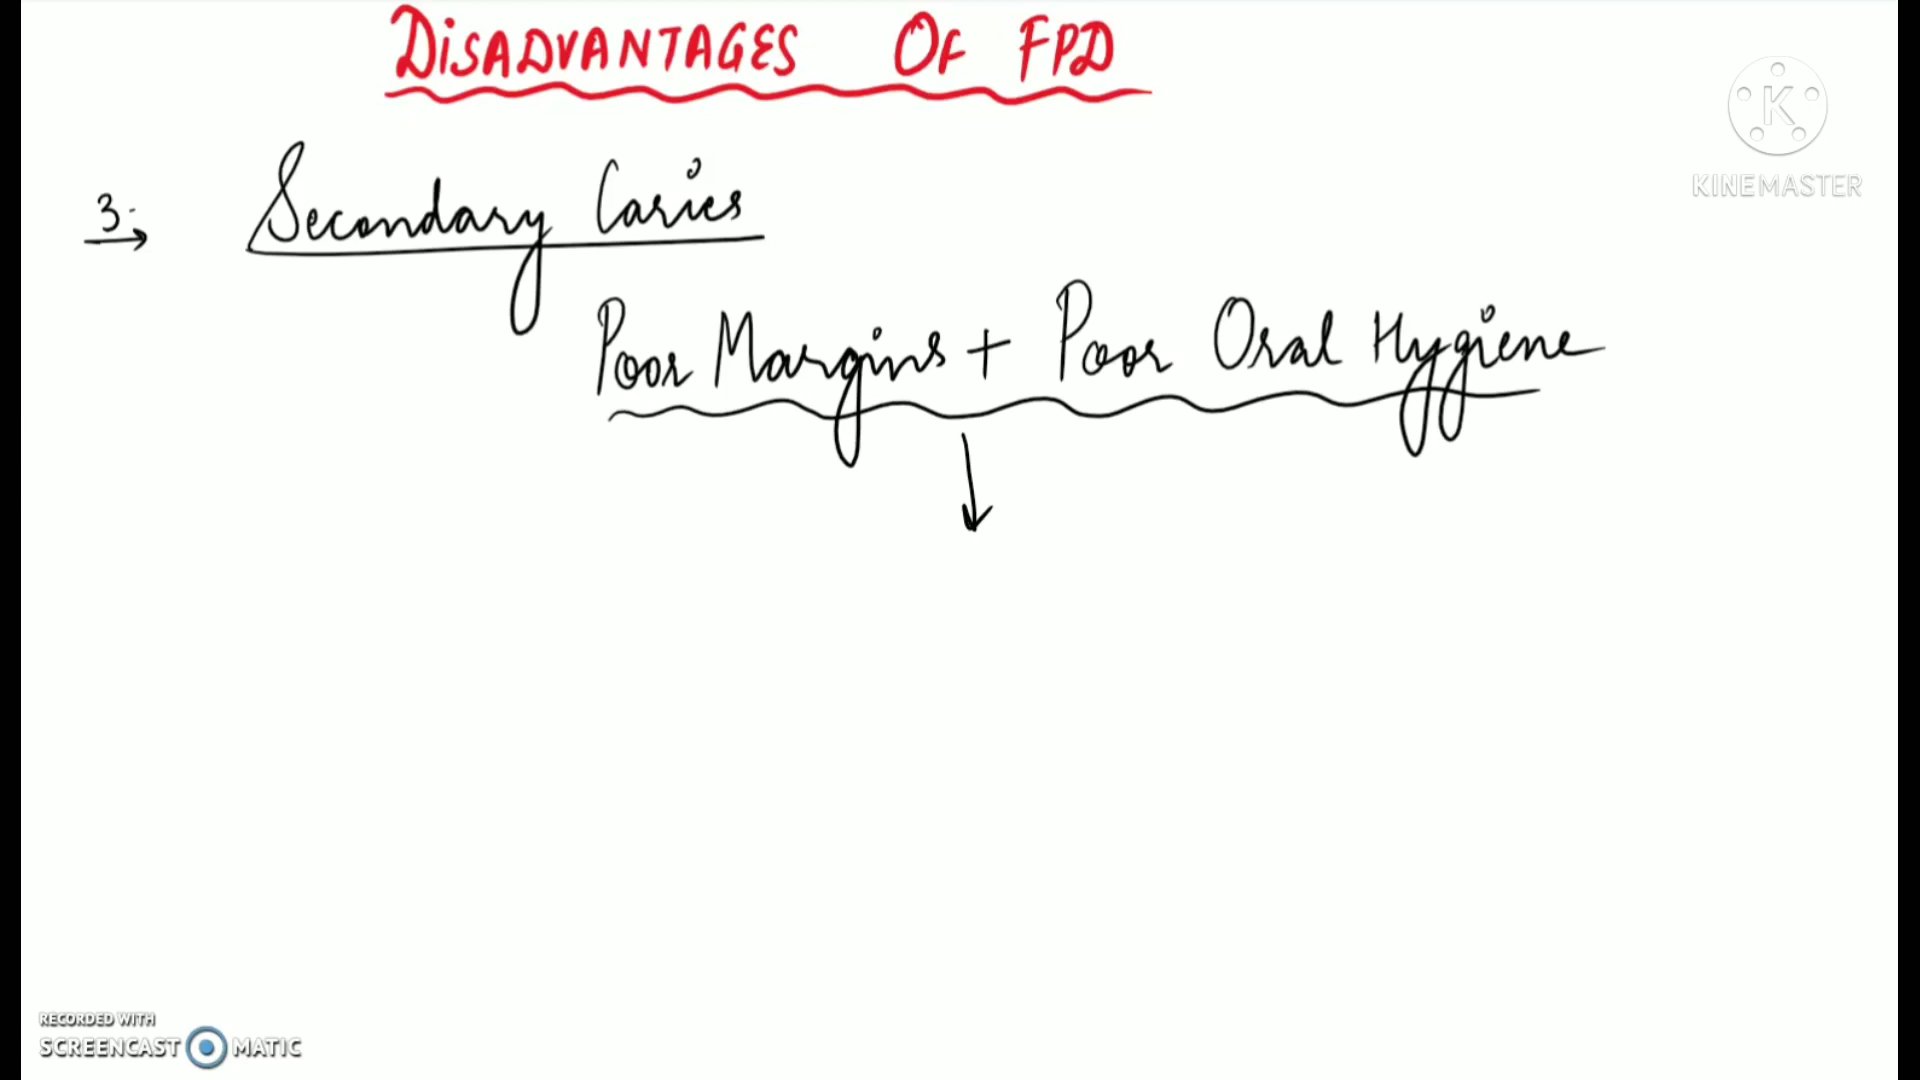 DISADVANTAGES OF FPD
3. Secondary Caries
Poor Margins + Poor Oral Hygiene
K
KINEMASTER
RECORDED WITH
SCREENCAST MATIC